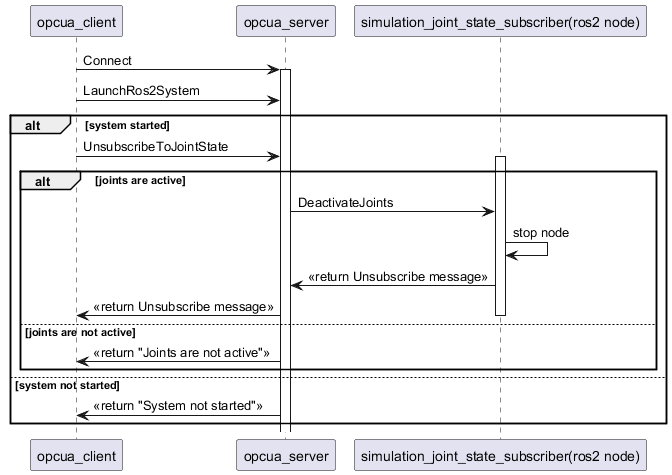 opcua_client
opcua_server
simulation_joint_state_subscriber(ros2 node)
Connect
LaunchRos2System
alt
[system started]
UnsubscribeToJointState
alt
[joints are active]
DeactivateJoints
stop node
«return Unsubscribe message»
«return Unsubscribe message»
[joints are not active]
«return "Joints are not active"»
[system not started]
«return "System not started"»
opcua_client
opcua_server
simulation_joint_state_subscriber(ros2 node)